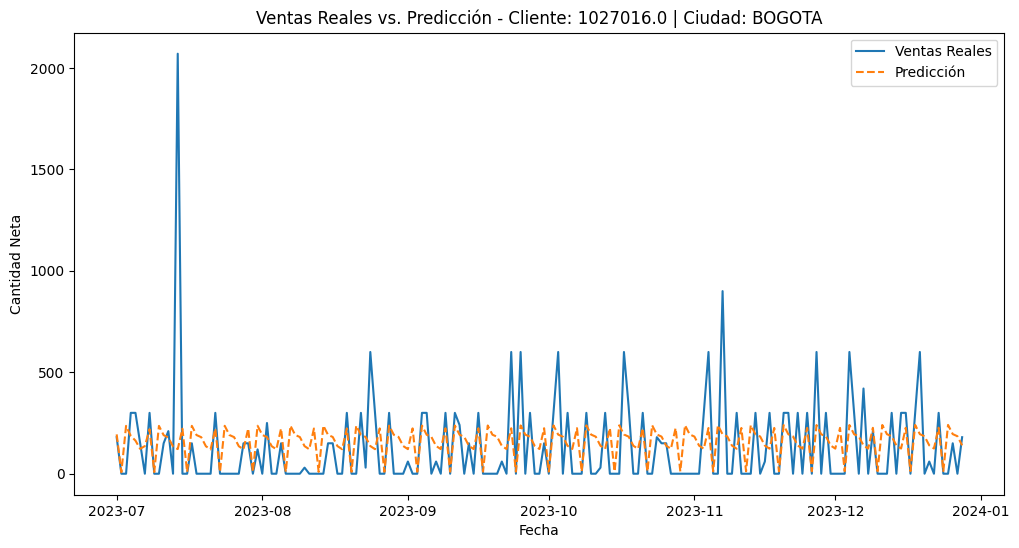 Ventas Reales vs. Predicción - Cliente: 1027016.0 | Ciudad: BOGOTA
Ventas Reales
Predicción
Cantidad Neta
2000
1500
1000
500
0
2023-07
2023-08
2023-09
2023-10
2023-11
2023-12
2024-01
Fecha